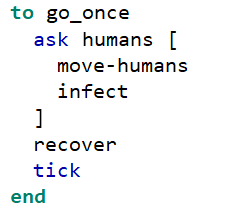 to go_once
  ask humans [
    move-humans
    infect
  ]
  recover
  tick
end